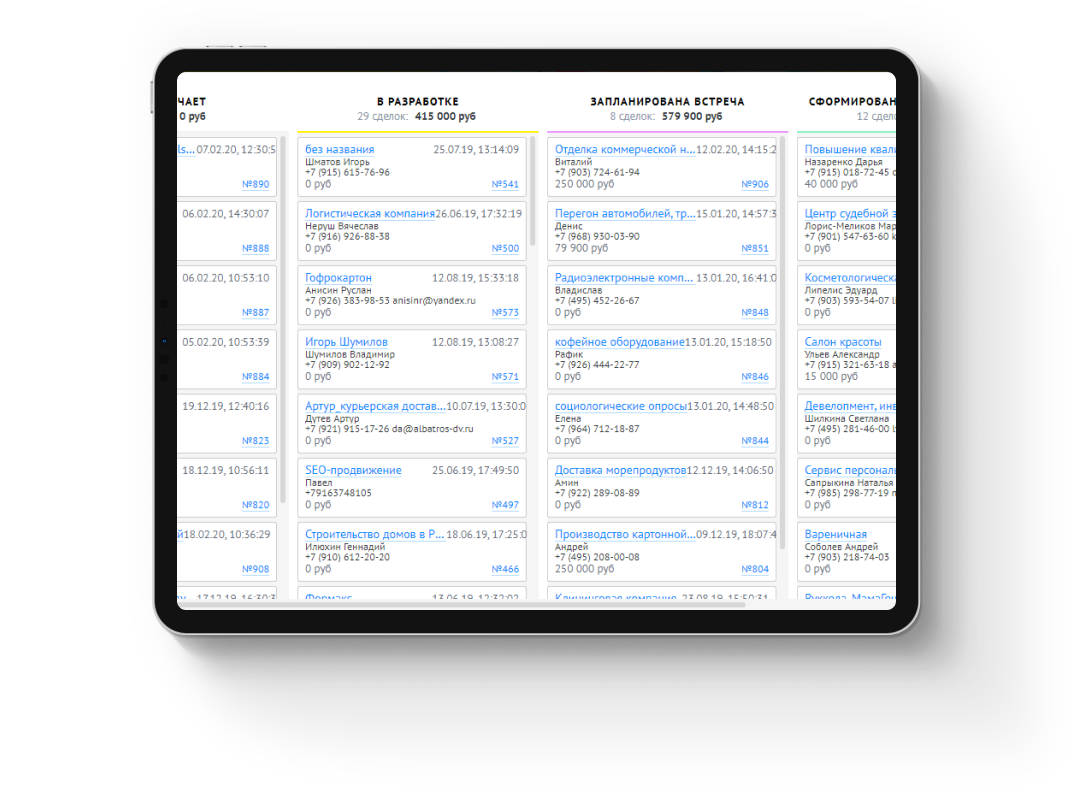 ЧАЕТ
0 руб
ls... 07.02.20, 12:30:5
№890
06.02.20, 14:30:07
№888
06.02.20, 10:53:10
№887
05.02.20, 10:53:39
№884
19.12.19, 12:40:16
№823
18.12.19, 10:56:11
№820
й 18.02.20, 10:36:29
№908
17.12.19, 16:30:3
В РАЗРАБОТКЕ
29 сделок: 415 000 руб
без названия 25.07.19, 13:14:09
Шматов Игорь
+7 (915) 615-76-96
0 руб №541
Логистическая компания 26.06.19, 17:32:19
Неруш Вячеслав
+7 (916) 926-88-38
0 руб №500
Гофрокартон 12.08.19, 15:33:18
Анисин Руслан
+7 (926) 383-98-53 anisinr@yandex.ru
0 руб №573
Игорь Шумилов 12.08.19, 13:08:27
Шумилов Владимир
+7 (909) 902-12-92
0 руб №571
Артур_курьерская достав... 10.07.19, 13:30:0
Дутев Артур
+7 (921) 915-17-26 da@albatros-dv.ru
0 руб №527
SEO-продвижение 25.06.19, 17:49:50
Павел
+79163748105
0 руб №497
Строительство домов в Р... 18.06.19, 17:25:0
Илюхин Геннадий
+7 (910) 612-20-20
0 руб №466
Формакс 13.06.19, 12:32:02
ЗАПЛАНИРОВАНА ВСТРЕЧА
8 сделок: 579 900 руб
Отделка коммерческой н... 12.02.20, 14:15:2
Виталий
+7 (903) 724-61-94
250 000 руб №906
Перегон автомобилей, тр... 15.01.20, 14:57:3
Денис
+7 (968) 930-03-90
79 900 руб №851
Радиоэлектронные комп... 13.01.20, 16:41:0
Владислав
+7 (495) 452-26-67
0 руб №848
кофейное оборудование 13.01.20, 15:18:50
Рафик
+7 (926) 444-22-77
0 руб №846
социологические опросы 13.01.20, 14:48:50
Елена
+7 (964) 712-18-87
0 руб №844
Доставка морепродуктов 12.12.19, 14:06:50
Амин
+7 (922) 289-08-89
0 руб №812
Производство картонной... 09.12.19, 18:07:4
Андрей
+7 (495) 208-00-08
250 000 руб №804
Клининговая компания 23.08.19, 15:50:31
СФОРМИРОВАН
12 сдело
Повышение квали
Назаренко Дарья
+7 (915) 018-72-45
40 000 руб
Центр судебной э
Лорис-Меликов Мар
+7 (901) 547-63-60
0 руб
Косметологическа
Липелис Эдуард
+7 (903) 593-54-07
0 руб
Салон красоты
Ульев Александр
+7 (915) 321-63-18
15 000 руб
Девелопмент, инв
Шилкина Светлана
+7 (495) 281-46-00
0 руб
Сервис персональ
Сапрыкина Наталья
+7 (985) 298-77-19
0 руб
Вареничная
Соболев Андрей
+7 (903) 218-74-03
0 руб